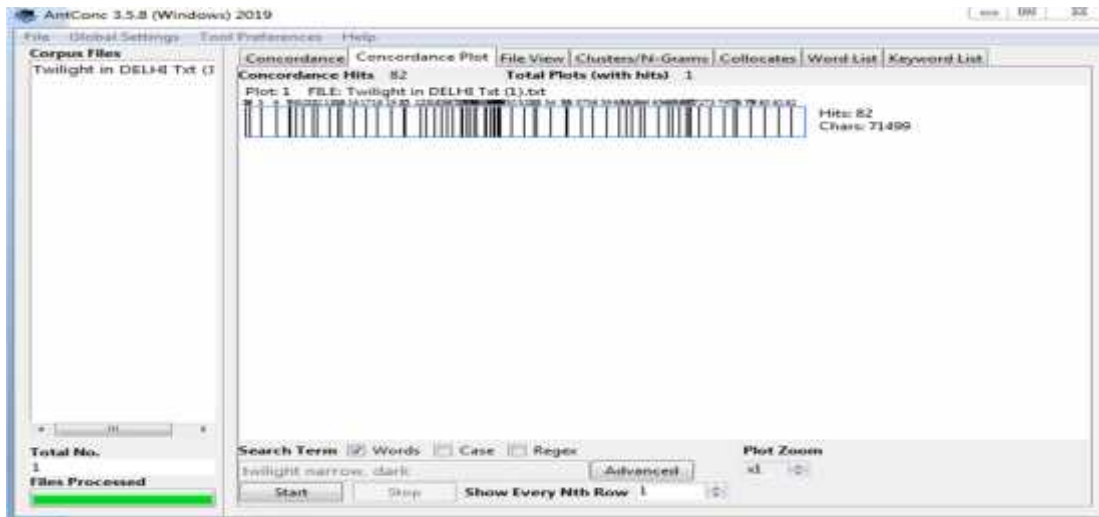 AntConc 3.5.8 (Windows) 2019
File Global Settings Tool Preferences Help
Corpus Files
Twilight in DELHI Txt (1
Concordance Concordance Plot File View Clusters/N-Grams Collocates Word List Keyword List
Concordance Hits 82 Total Plots (with hits) 1
Plot: 1 FILE: Twilight in DELHI Txt (1).txt
Hits: 82
Chars: 71499
Total No.
1
Files Processed
Search Term Words Case Regex
Plot Zoom
twilight narrow, dark
Advanced
x1
Start Stop Show Every Nth Row 1